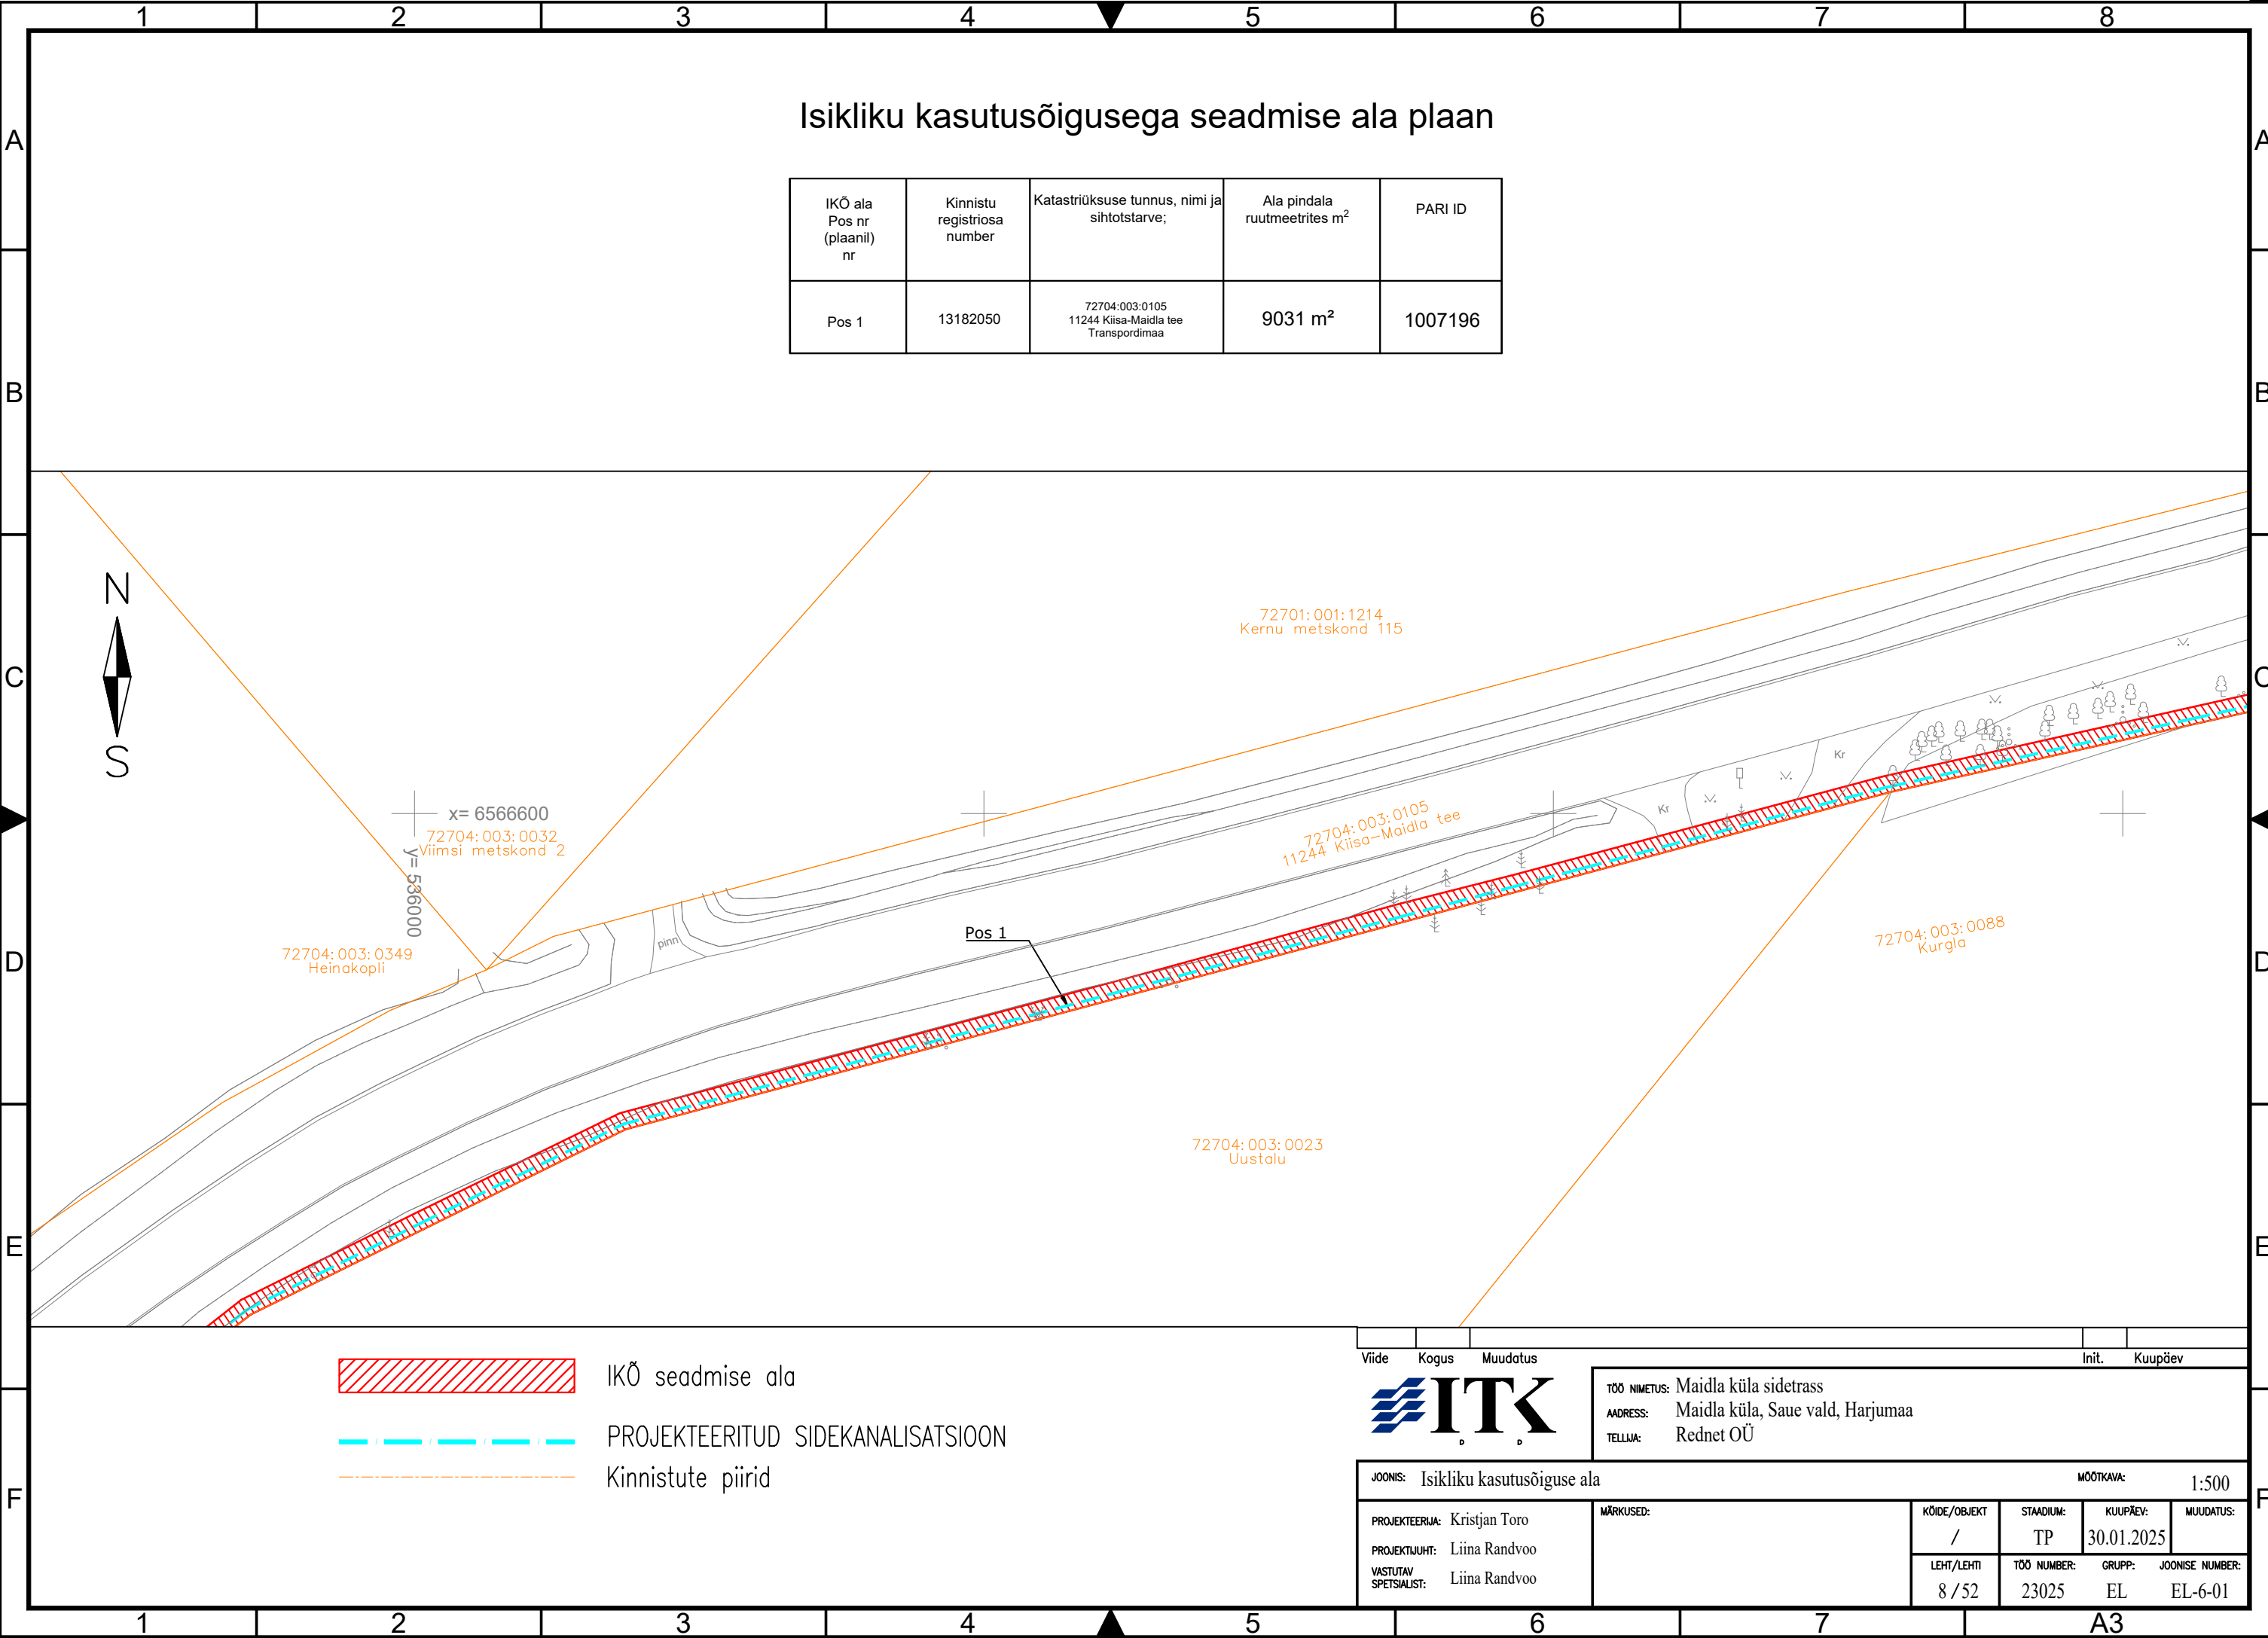 1 2 3 4 5 6 7 8
A A
B B
C C
D D
E E
F F
Isikliku kasutusõigusega seadmise ala plaan
IKÕ ala
Pos nr
(plaanil)
nr
Kinnistu
registriosa
number
Katastriüksuse tunnus, nimi ja
sihtotstarve;
Ala pindala
ruutmeetrites m²
PARI ID
Pos 1
13182050
72704:003:0105
11244 Kiisa-Maidla tee
Transpordimaa
9031 m²
1007196
N
S
72701:001:1214
Kernu metskond 115
x= 6566600
y= 536000
72704:003:0032
Viimsi metskond 2
72704:003:0349
Heinakopli
pinn
Pos 1
72704:003:0105
11244 Kiisa-Maidla tee
Kr
Kr
72704:003:0088
Kurgla
72704:003:0023
Uustalu
IKÕ seadmise ala
PROJEKTEERITUD SIDEKANALISATSIOON
Kinnistute piirid
Viide Kogus Muudatus Init. Kuupäev
ITK
D D
TÖÖ NIMETUS: Maidla küla sidetrass
AADRESS: Maidla küla, Saue vald, Harjumaa
TELLIJA: Rednet OÜ
JOONIS: Isikliku kasutusõiguse ala
MÕÕTKAVA: 1:500
PROJEKTEERIJA: Kristjan Toro
PROJEKTIJUHT: Liina Randvoo
VASTUTAV
SPETSIALIST: Liina Randvoo
MÄRKUSED:
KÖIDE/OBJEKT STAADIUM: KUUPÄEV: MUUDATUS:
/ TP 30.01.2025
LEHT/LEHTI TÖÖ NUMBER: GRUPP: JOONISE NUMBER:
8 / 52 23025 EL EL-6-01
1 2 3 4 5 6 7 A3